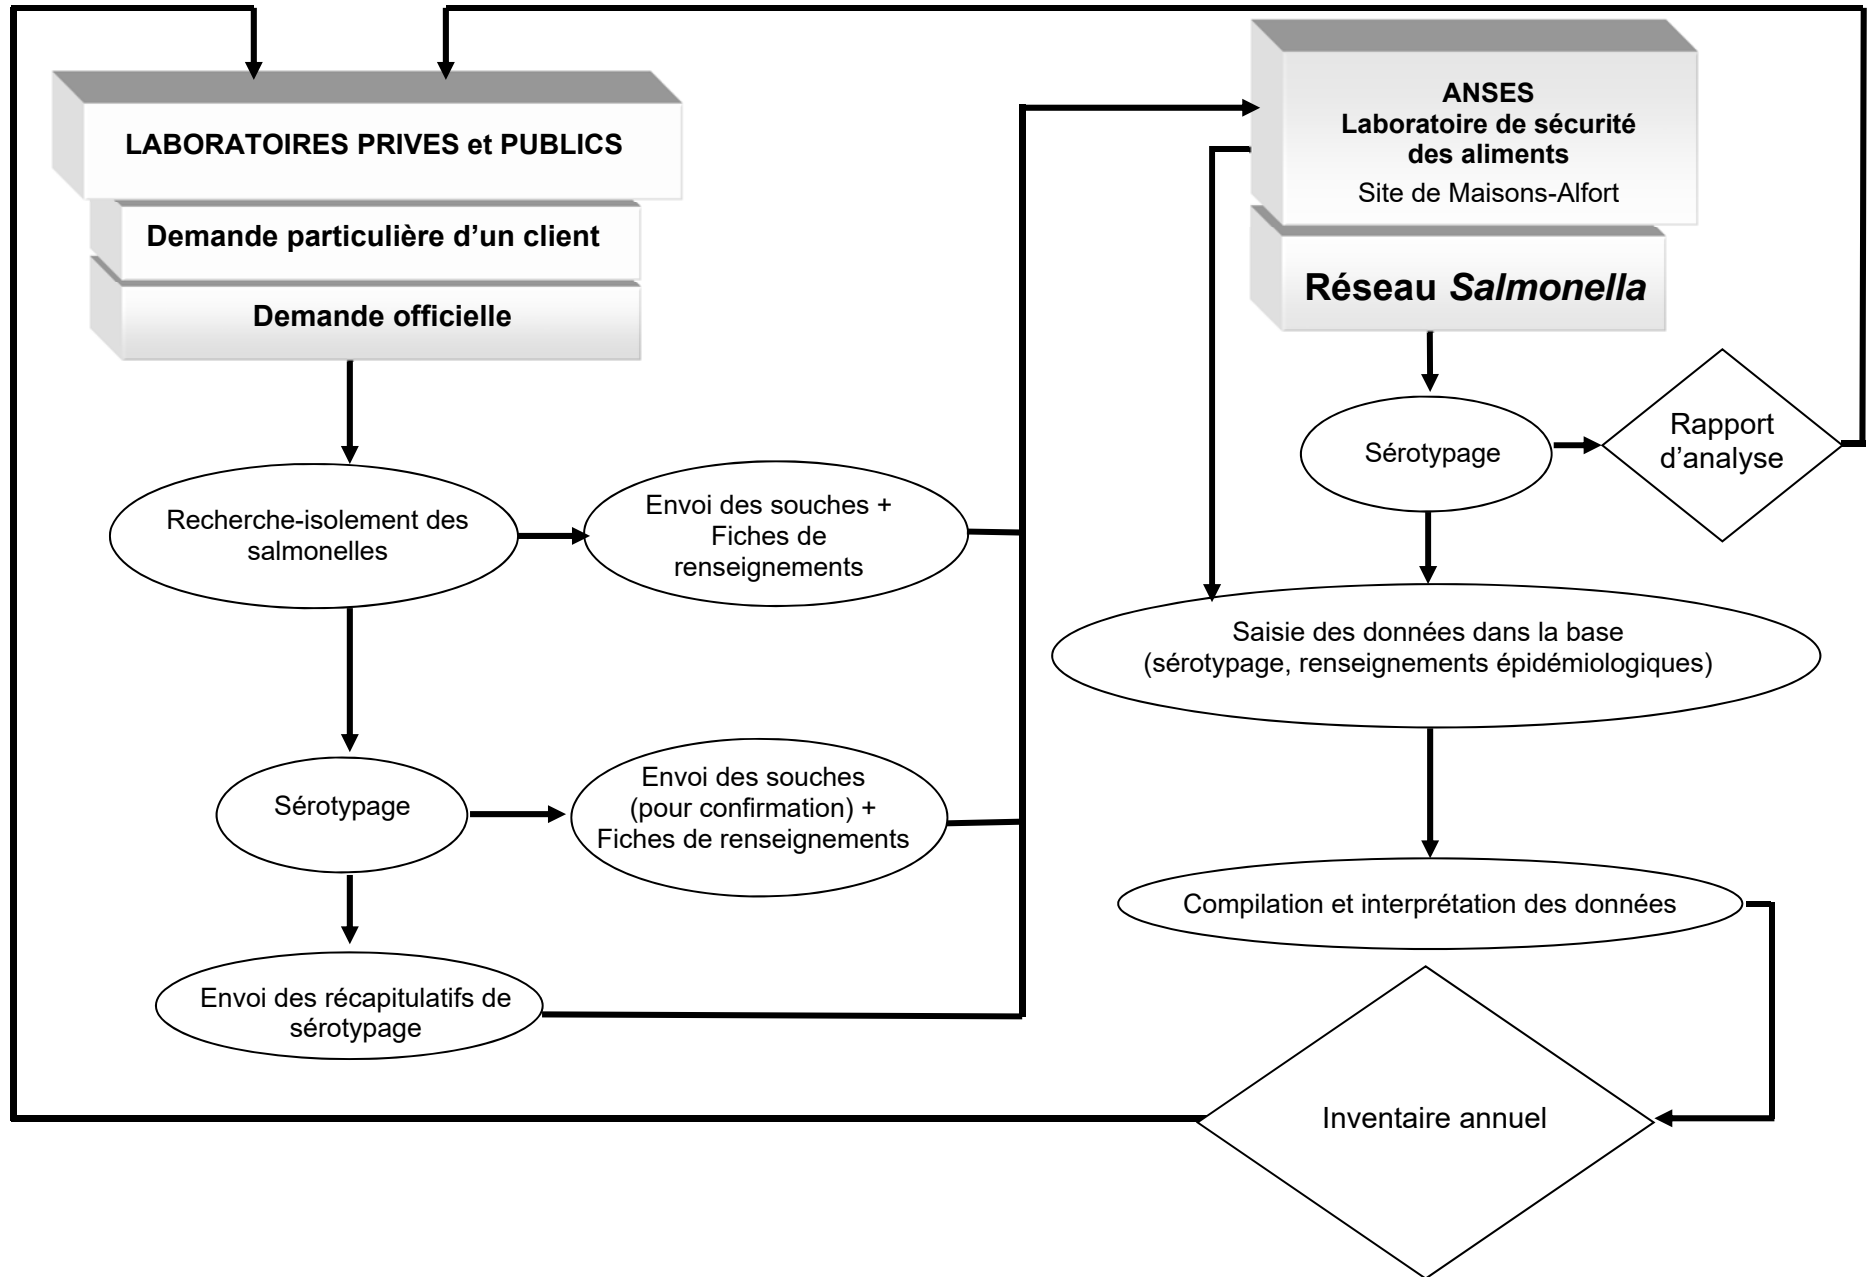 LABORATOIRES PRIVES et PUBLICS
Demande particulière d’un client
Demande officielle
Recherche-isolement des
salmonelles
Envoi des souches +
Fiches de
renseignements
Sérotypage
Envoi des souches
(pour confirmation) +
Fiches de renseignements
Envoi des récapitulatifs de
sérotypage
ANSES
Laboratoire de sécurité
des aliments
Site de Maisons-Alfort
Réseau Salmonella
Sérotypage
Rapport
d’analyse
Saisie des données dans la base
(sérotypage, renseignements épidémiologiques)
Compilation et interprétation des données
Inventaire annuel